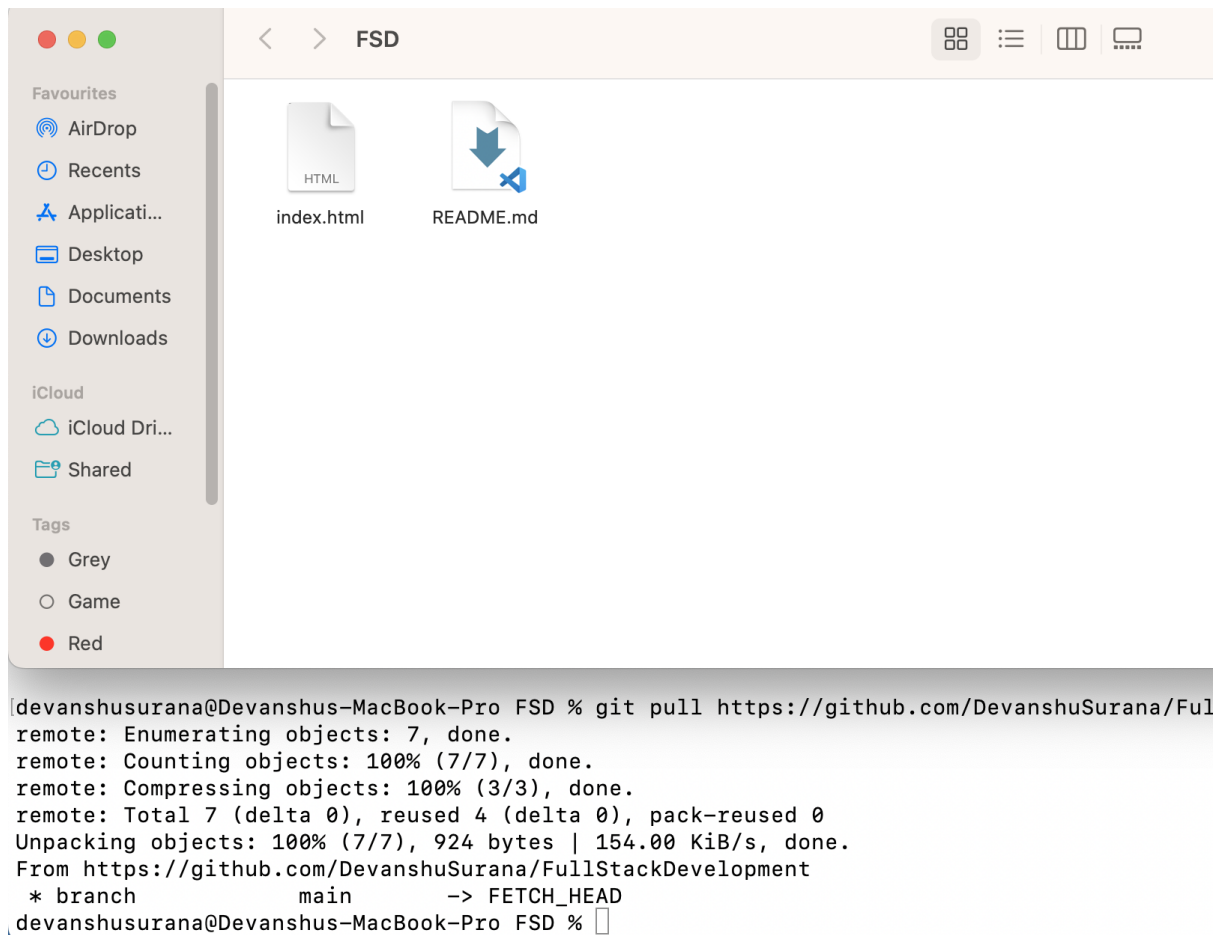 FSD
Favourites
AirDrop
Recents
Applicati...
Desktop
Documents
Downloads
iCloud
iCloud Dri...
Shared
Tags
Grey
Game
Red
HTML
index.html
README.md
[devanshusurana@Devanshus-MacBook-Pro FSD % git pull https://github.com/DevanshuSurana/Ful
remote: Enumerating objects: 7, done.
remote: Counting objects: 100% (7/7), done.
remote: Compressing objects: 100% (3/3), done.
remote: Total 7 (delta 0), reused 4 (delta 0), pack-reused 0
Unpacking objects: 100% (7/7), 924 bytes | 154.00 KiB/s, done.
From https://github.com/DevanshuSurana/FullStackDevelopment
 * branch            main       -> FETCH_HEAD
devanshusurana@Devanshus-MacBook-Pro FSD %